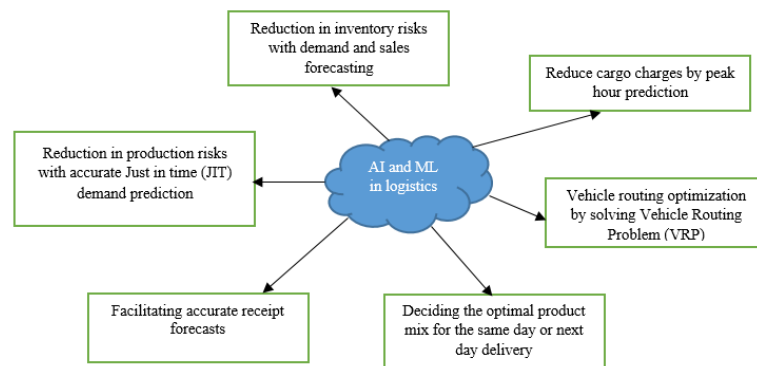 Reduction in inventory risks
with demand and sales
forecasting
Reduce cargo charges by peak
hour prediction
AI and ML
in logistics
Reduction in production risks
with accurate Just in time (JIT)
demand prediction
Vehicle routing optimization
by solving Vehicle Routing
Problem (VRP)
Facilitating accurate receipt
forecasts
Deciding the optimal product
mix for the same day or next
day delivery